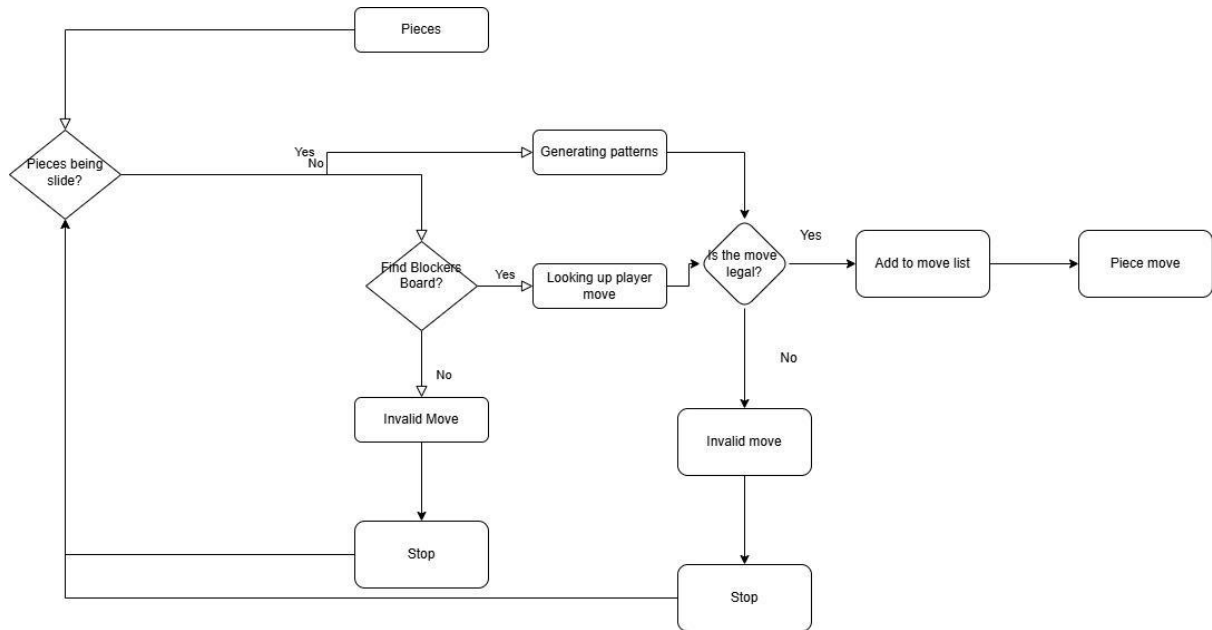 Pieces
Pieces being
slide?
Yes
No
Generating patterns
Find Blockers
Board?
Yes
Looking up player
move
Is the move
legal?
Yes
Add to move list
Piece move
No
Invalid Move
Stop
No
Invalid move
Stop